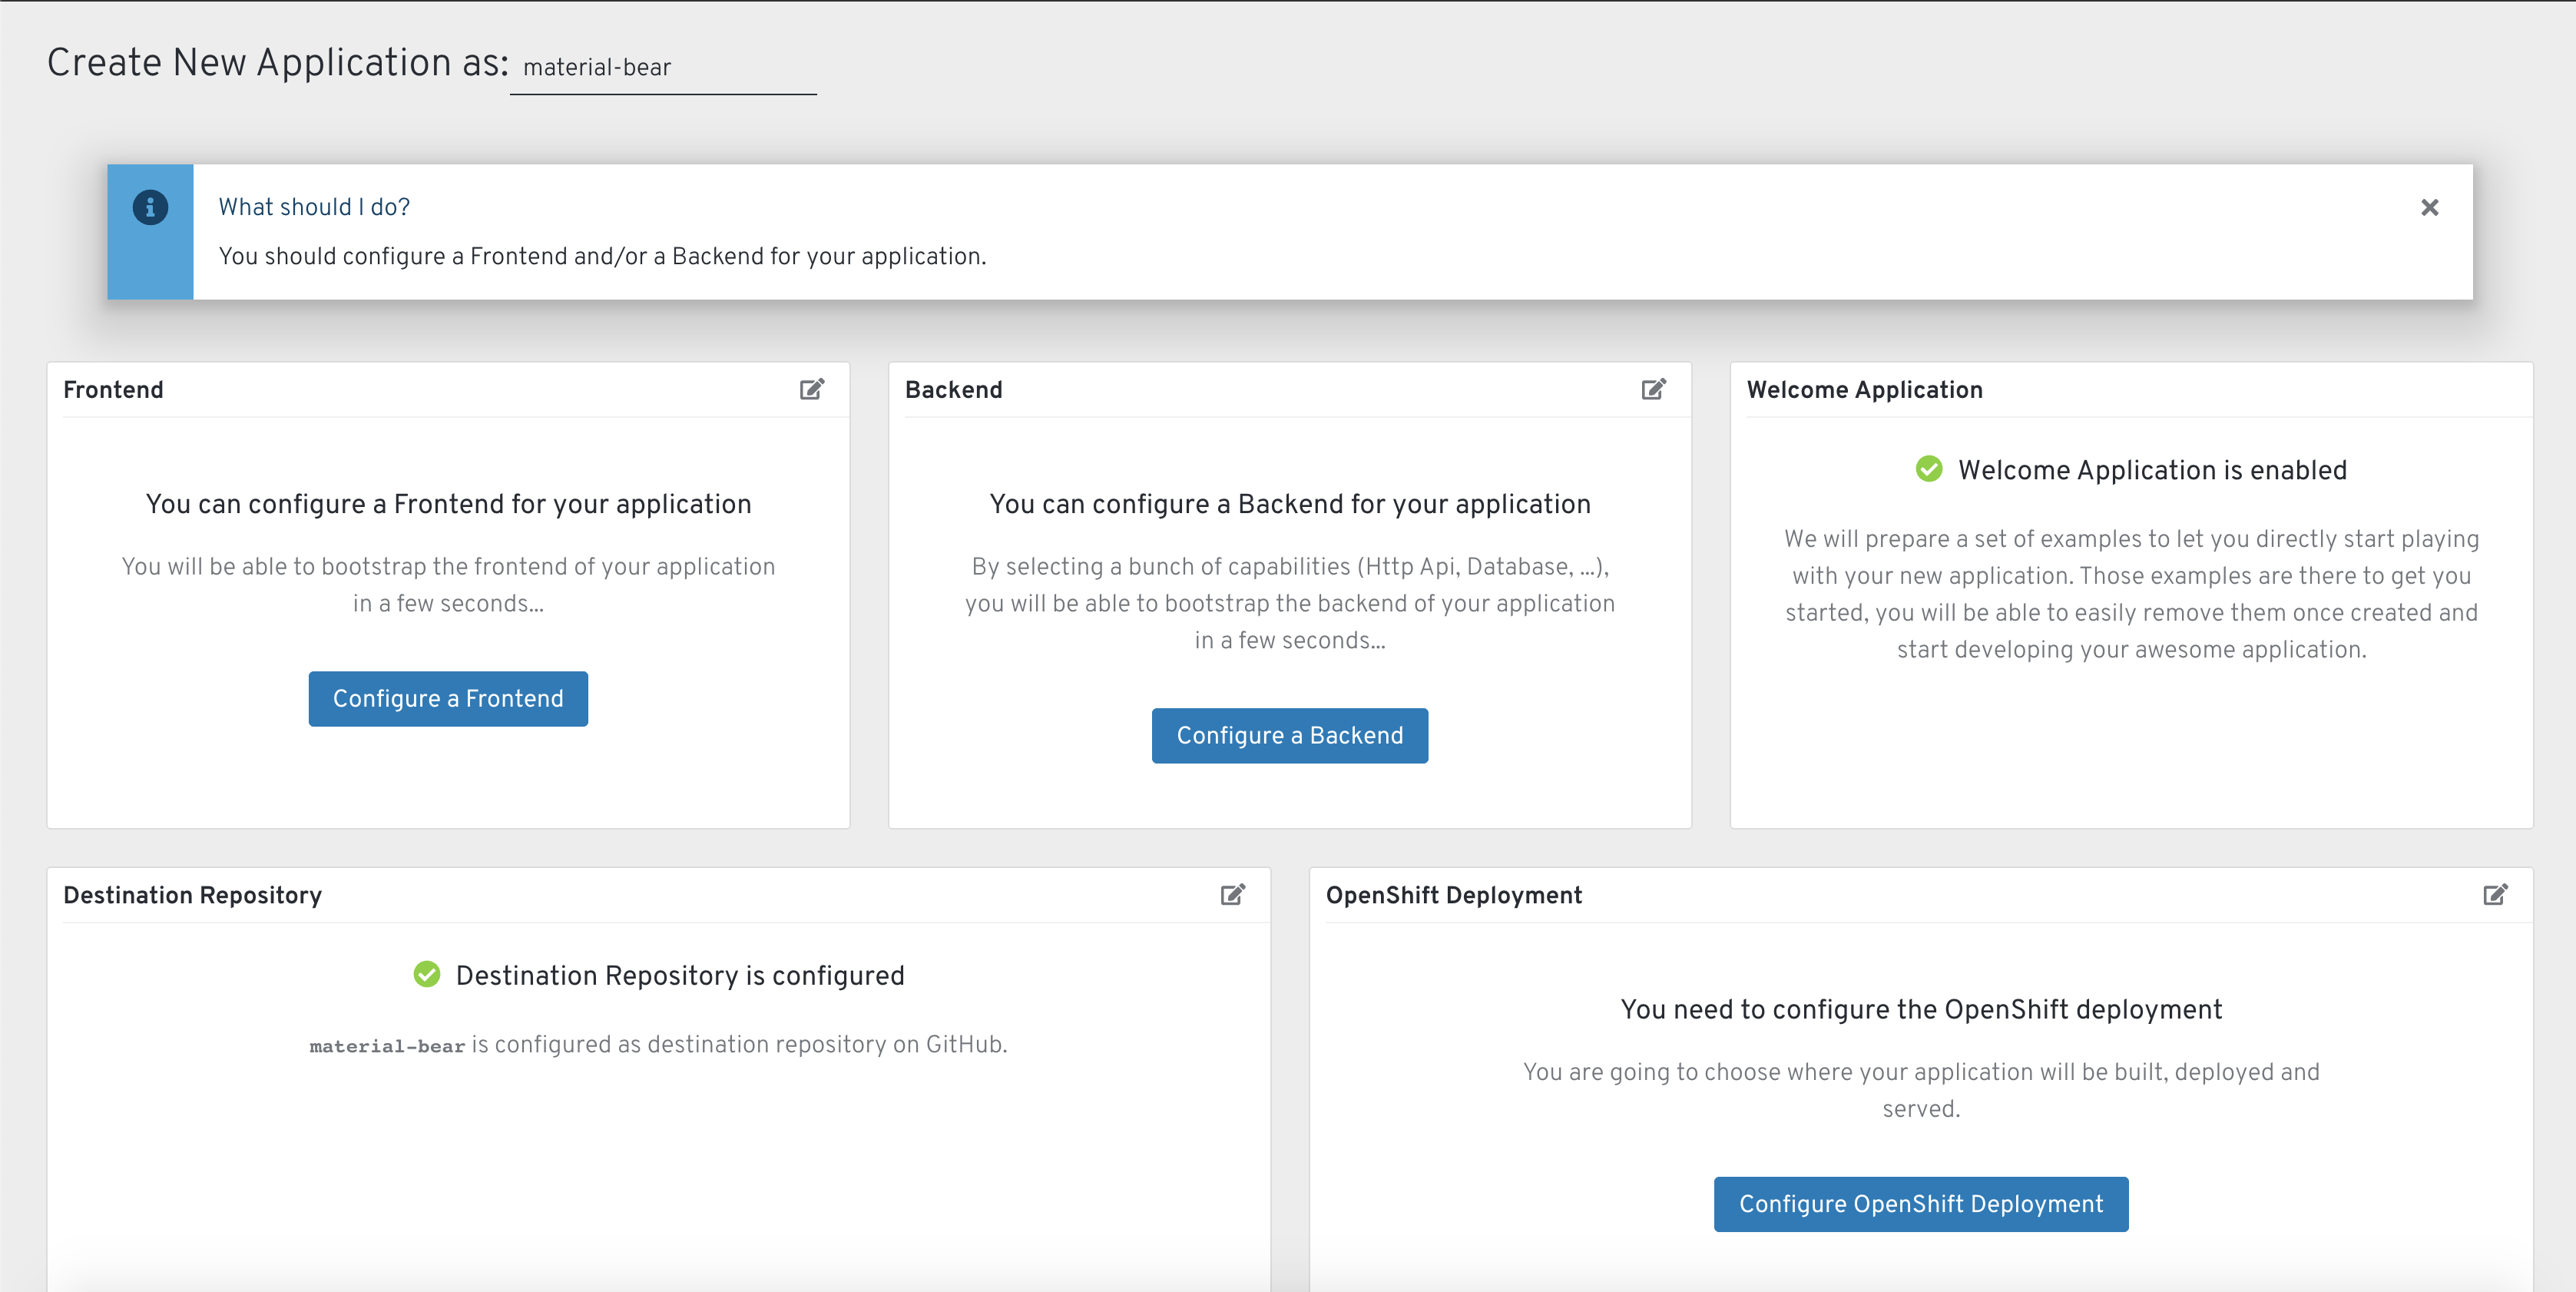 Create New Application as: material-bear
What should I do?
You should configure a Frontend and/or a Backend for your application.
Frontend
You can configure a Frontend for your application
You will be able to bootstrap the frontend of your application
in a few seconds...
Configure a Frontend
Backend
You can configure a Backend for your application
By selecting a bunch of capabilities (Http Api, Database, ...),
you will be able to bootstrap the backend of your application
in a few seconds...
Configure a Backend
Welcome Application
Welcome Application is enabled
We will prepare a set of examples to let you directly start playing
with your new application. Those examples are there to get you
started, you will be able to easily remove them once created and
start developing your awesome application.
Destination Repository
Destination Repository is configured
material-bear is configured as destination repository on GitHub.
OpenShift Deployment
You need to configure the OpenShift deployment
You are going to choose where your application will be built, deployed and
served.
Configure OpenShift Deployment